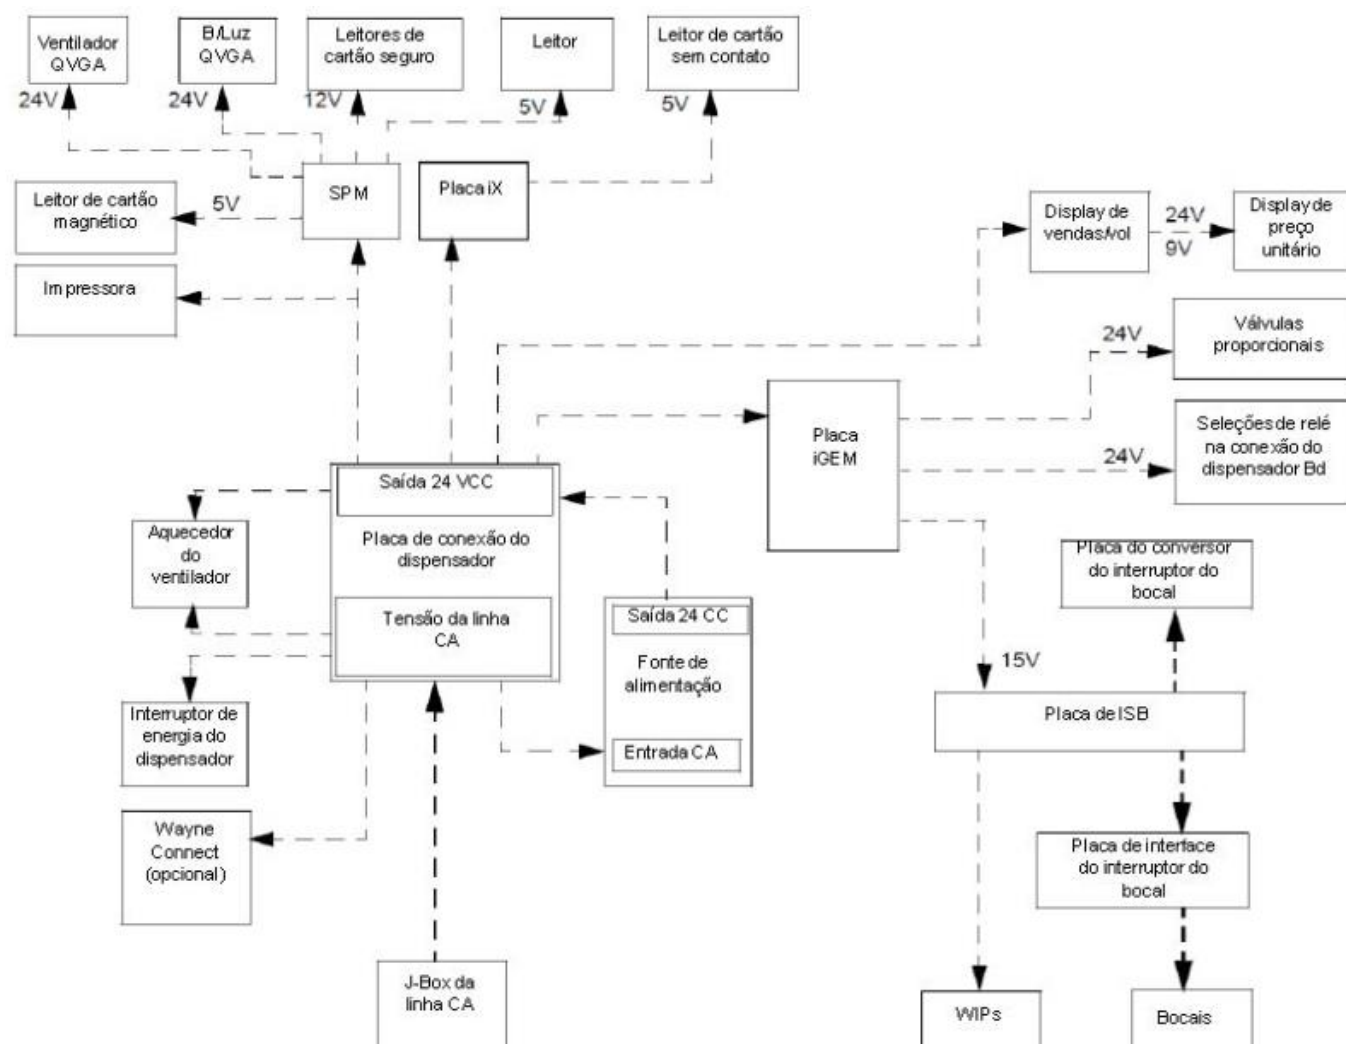 Ventilador
QVGA
B/Luz
QVGA
Leitores de
cartão seguro
Leitor
Leitor de cartão
sem contato
24V
24V
12V
5V
5V
SPM
Placa iX
Leitor de cartão
magnético
5V
Impressora
Display de
vendas/vol
24V
9V
Display de
preço
unitário
Válvulas
proporcionais
24V
Placa
iGEM
Seleções de relé
na conexão do
dispensador Bd
24V
Saída 24 VCC
Placa de conexão do
dispensador
Tensão da linha
CA
Aquecedor
do
ventilador
Saída 24 CC
Fonte de
alimentação
Entrada CA
Placa do conversor
do interruptor do
bocal
15V
Interruptor de
energia do
dispensador
Placa de ISB
Wayne
Connect
(opcional)
Placa de interface
do interruptor do
bocal
J-Box da
linha CA
WIPs
Bocais